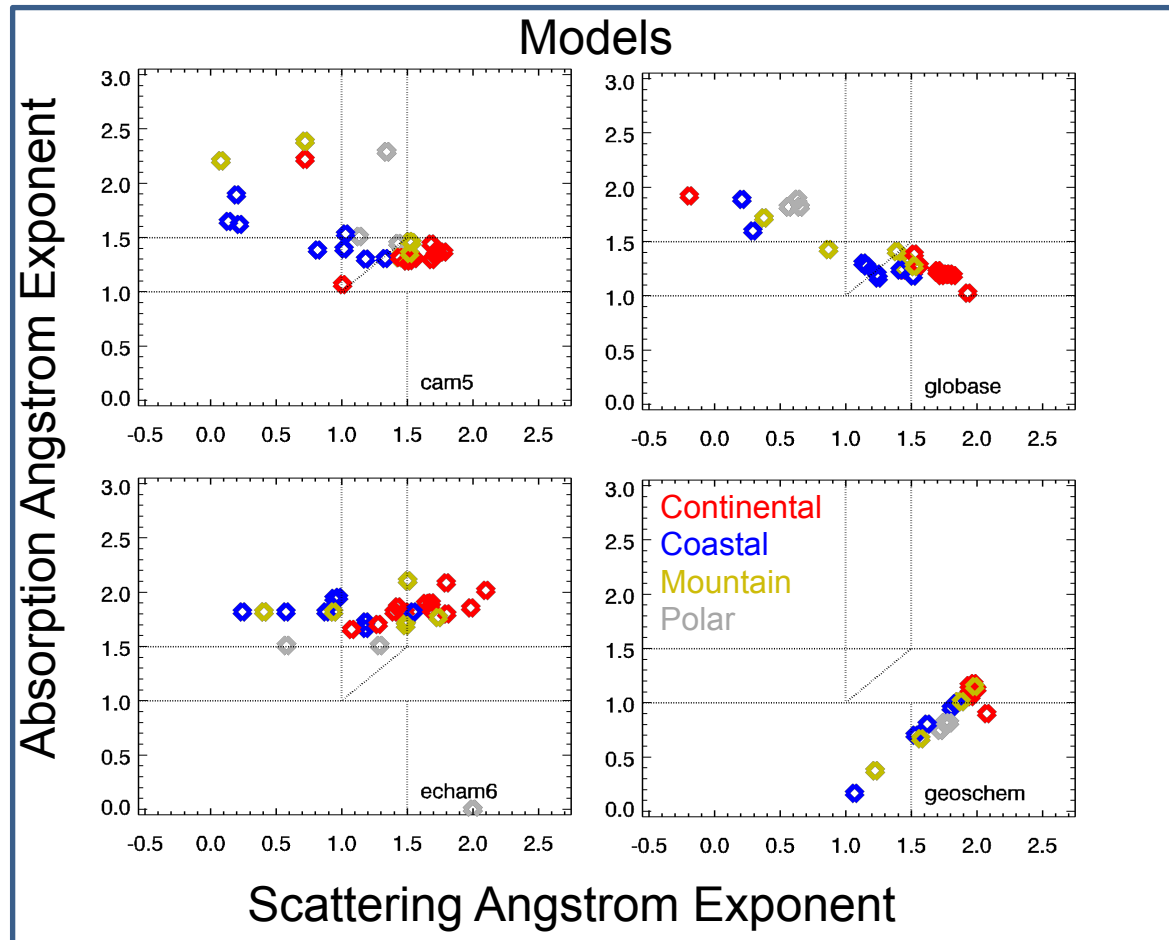 Models
Absorption Angstrom Exponent
3.0
2.5
2.0
1.5
1.0
0.5
0.0
cam5
-0.5 0.0 0.5 1.0 1.5 2.0 2.5
3.0
2.5
2.0
1.5
1.0
0.5
0.0
globase
-0.5 0.0 0.5 1.0 1.5 2.0 2.5
3.0
2.5
2.0
1.5
1.0
0.5
0.0
echam6
-0.5 0.0 0.5 1.0 1.5 2.0 2.5
3.0
2.5
2.0
1.5
1.0
0.5
0.0
Continental
Coastal
Mountain
Polar
geoschem
-0.5 0.0 0.5 1.0 1.5 2.0 2.5
Scattering Angstrom Exponent